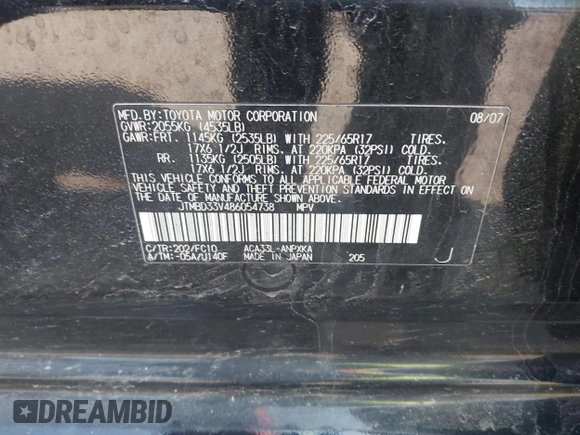 MFD.BY:TOYOTA MOTOR CORPORATION 08/07
GVWR:2055KG (4535LB)
GAWR:FRT. 1145KG (2535LB) WITH 225/65R17 TIRES.
17X6 1/2J RIMS. AT 220KPA (32PSI) COLD.
RR. 1135KG (2505LB) WITH 225/65R17 TIRES.
17X6 1/2J RIMS. AT 220KPA (32PSI) COLD.
THIS VEHICLE CONFORMS TO ALL APPLICABLE FEDERAL MOTOR
VEHICLE SAFETY AND THEFT PREVENTION STANDARDS IN EFFECT
ON THE DATE OF MANUFACTURE SHOWN ABOVE.
JTMBD33V486054738 MPV
C/TR:202/FC10 ACA33L-ANPXKA
A/TM:-05A/U140F MADE IN JAPAN 205 J
DREAMBID